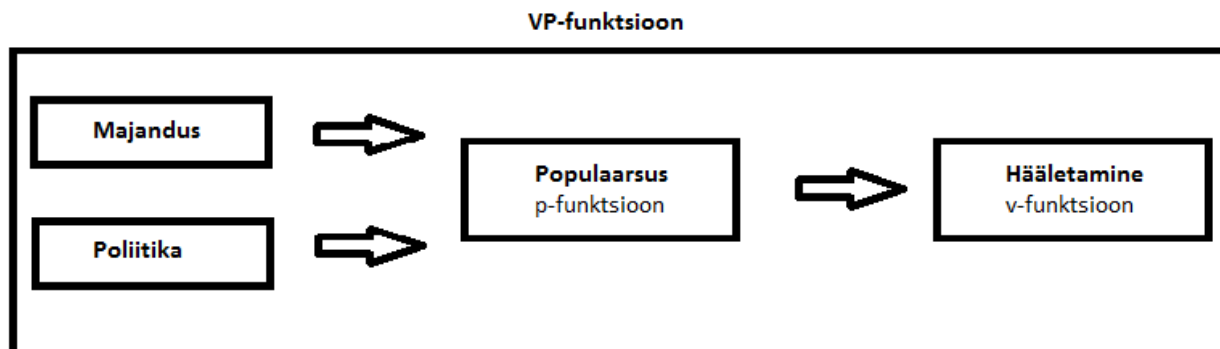 VP-funktsioon
Majandus
Poliitika
Populaarsus
p-funktsioon
Hääletamine
v-funktsioon